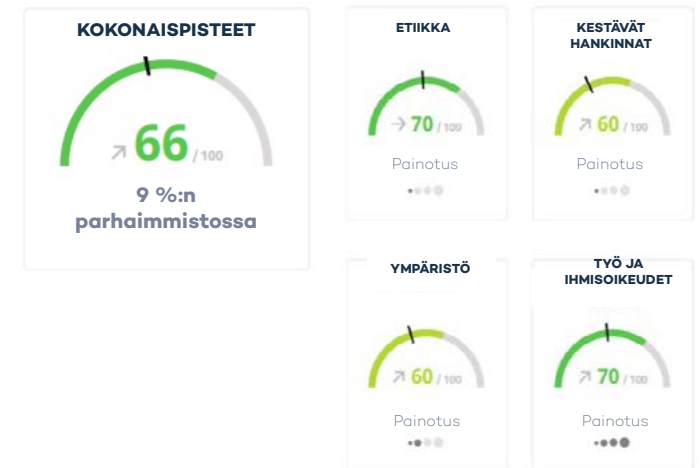 KOKONAISPISTEET
66 / 100
9 %:n
parhaimmistossa
ETIIKKA
70 / 100
Painotus
KESTÄVÄT
HANKINNAT
60 / 100
Painotus
YMPÄRISTÖ
60 / 100
Painotus
TYÖ JA
IHMISOIKEUDET
70 / 100
Painotus